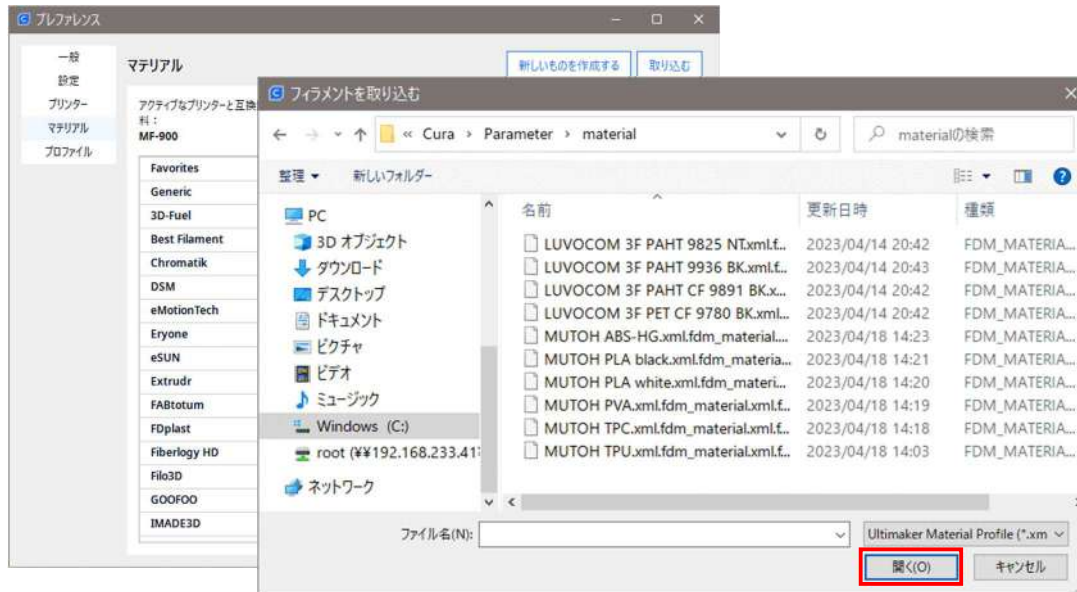 プレファレンス
一般
設定
プリンター
マテリアル
プロファイル
マテリアル
新しいものを作成する
取り込む
アクティブなプリンターと互換
料：
MF-900
Favorites
Generic
3D-Fuel
Best Filament
Chromatik
DSM
eMotionTech
Eryone
eSUN
Extrudr
FABtotum
FDplast
Fiberlogy HD
Filo3D
GOOFOO
IMADE3D
フィラメントを取り込む
« Cura › Parameter › material
materialの検索
整理
新しいフォルダー
PC
3D オブジェクト
ダウンロード
デスクトップ
ドキュメント
ピクチャ
ビデオ
ミュージック
Windows (C:)
root (¥¥192.168.233.41
ネットワーク
名前 更新日時 種類
LUVOCOM 3F PAHT 9825 NT.xml.f... 2023/04/14 20:42 FDM_MATERIA...
LUVOCOM 3F PAHT 9936 BK.xml.f... 2023/04/14 20:43 FDM_MATERIA...
LUVOCOM 3F PAHT CF 9891 BK.x... 2023/04/14 20:42 FDM_MATERIA...
LUVOCOM 3F PET CF 9780 BK.xml... 2023/04/14 20:42 FDM_MATERIA...
MUTOH ABS-HG.xml.fdm_material.... 2023/04/18 14:23 FDM_MATERIA...
MUTOH PLA black.xml.fdm_materia... 2023/04/18 14:21 FDM_MATERIA...
MUTOH PLA white.xml.fdm_materi... 2023/04/18 14:20 FDM_MATERIA...
MUTOH PVA.xml.fdm_material.xml.f... 2023/04/18 14:19 FDM_MATERIA...
MUTOH TPC.xml.fdm_material.xml.f... 2023/04/18 14:18 FDM_MATERIA...
MUTOH TPU.xml.fdm_material.xml.f... 2023/04/18 14:03 FDM_MATERIA...
ファイル名(N):
Ultimaker Material Profile (*.xm
開く(O)
キャンセル